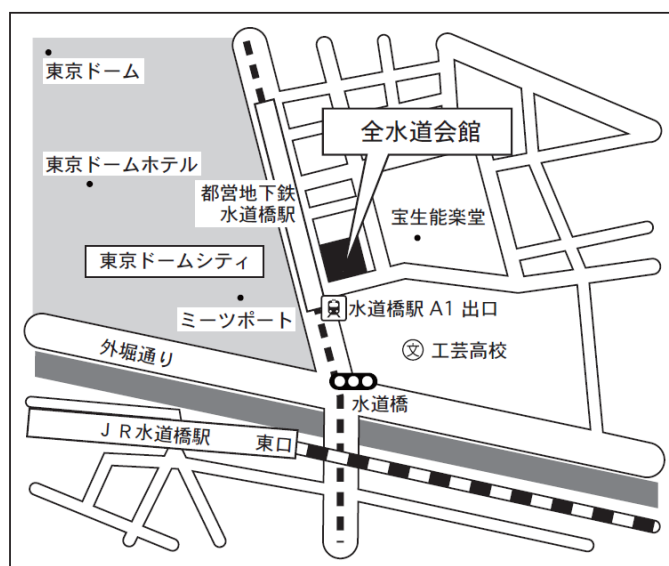 東京ドーム
全水道会館
東京ドームホテル
都営地下鉄
水道橋駅
宝生能楽堂
東京ドームシティ
ミーツポート
水道橋駅 A1 出口
外堀通り
文 工芸高校
水道橋
JR水道橋駅 東口